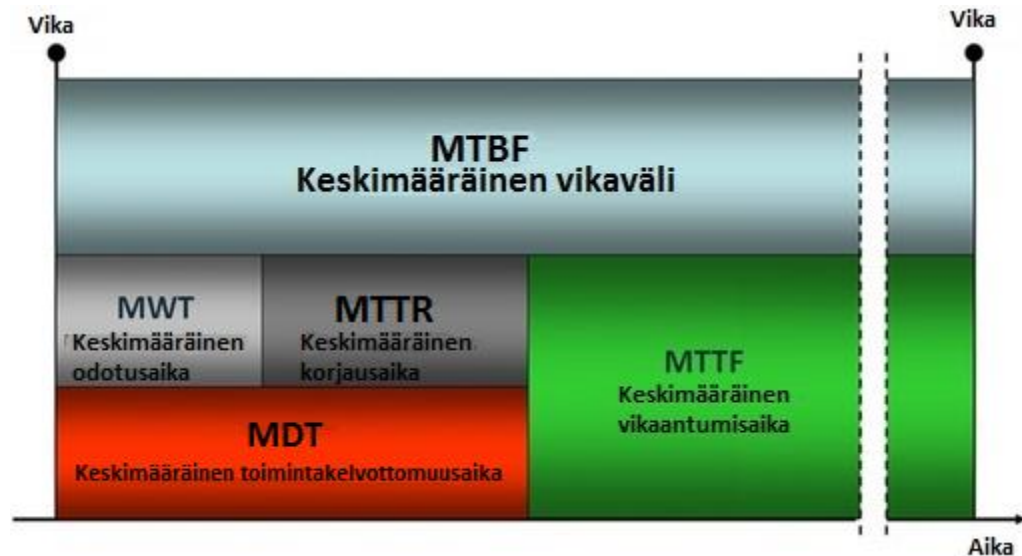 Vika
Vika
MTBF
Keskimääräinen vikaväli
MWT
Keskimääräinen
odotusaika
MTTR
Keskimääräinen
korjausaika
MTTF
Keskimääräinen
vikaantumisaika
MDT
Keskimääräinen toimintakelvottomuusaika
Aika